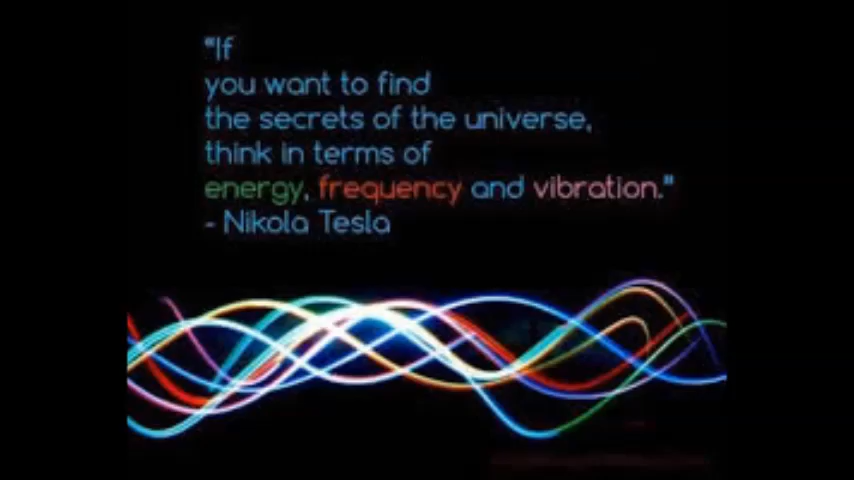 "If
you want to find
the secrets of the universe,
think in terms of
energy, frequency and vibration."
- Nikola Tesla